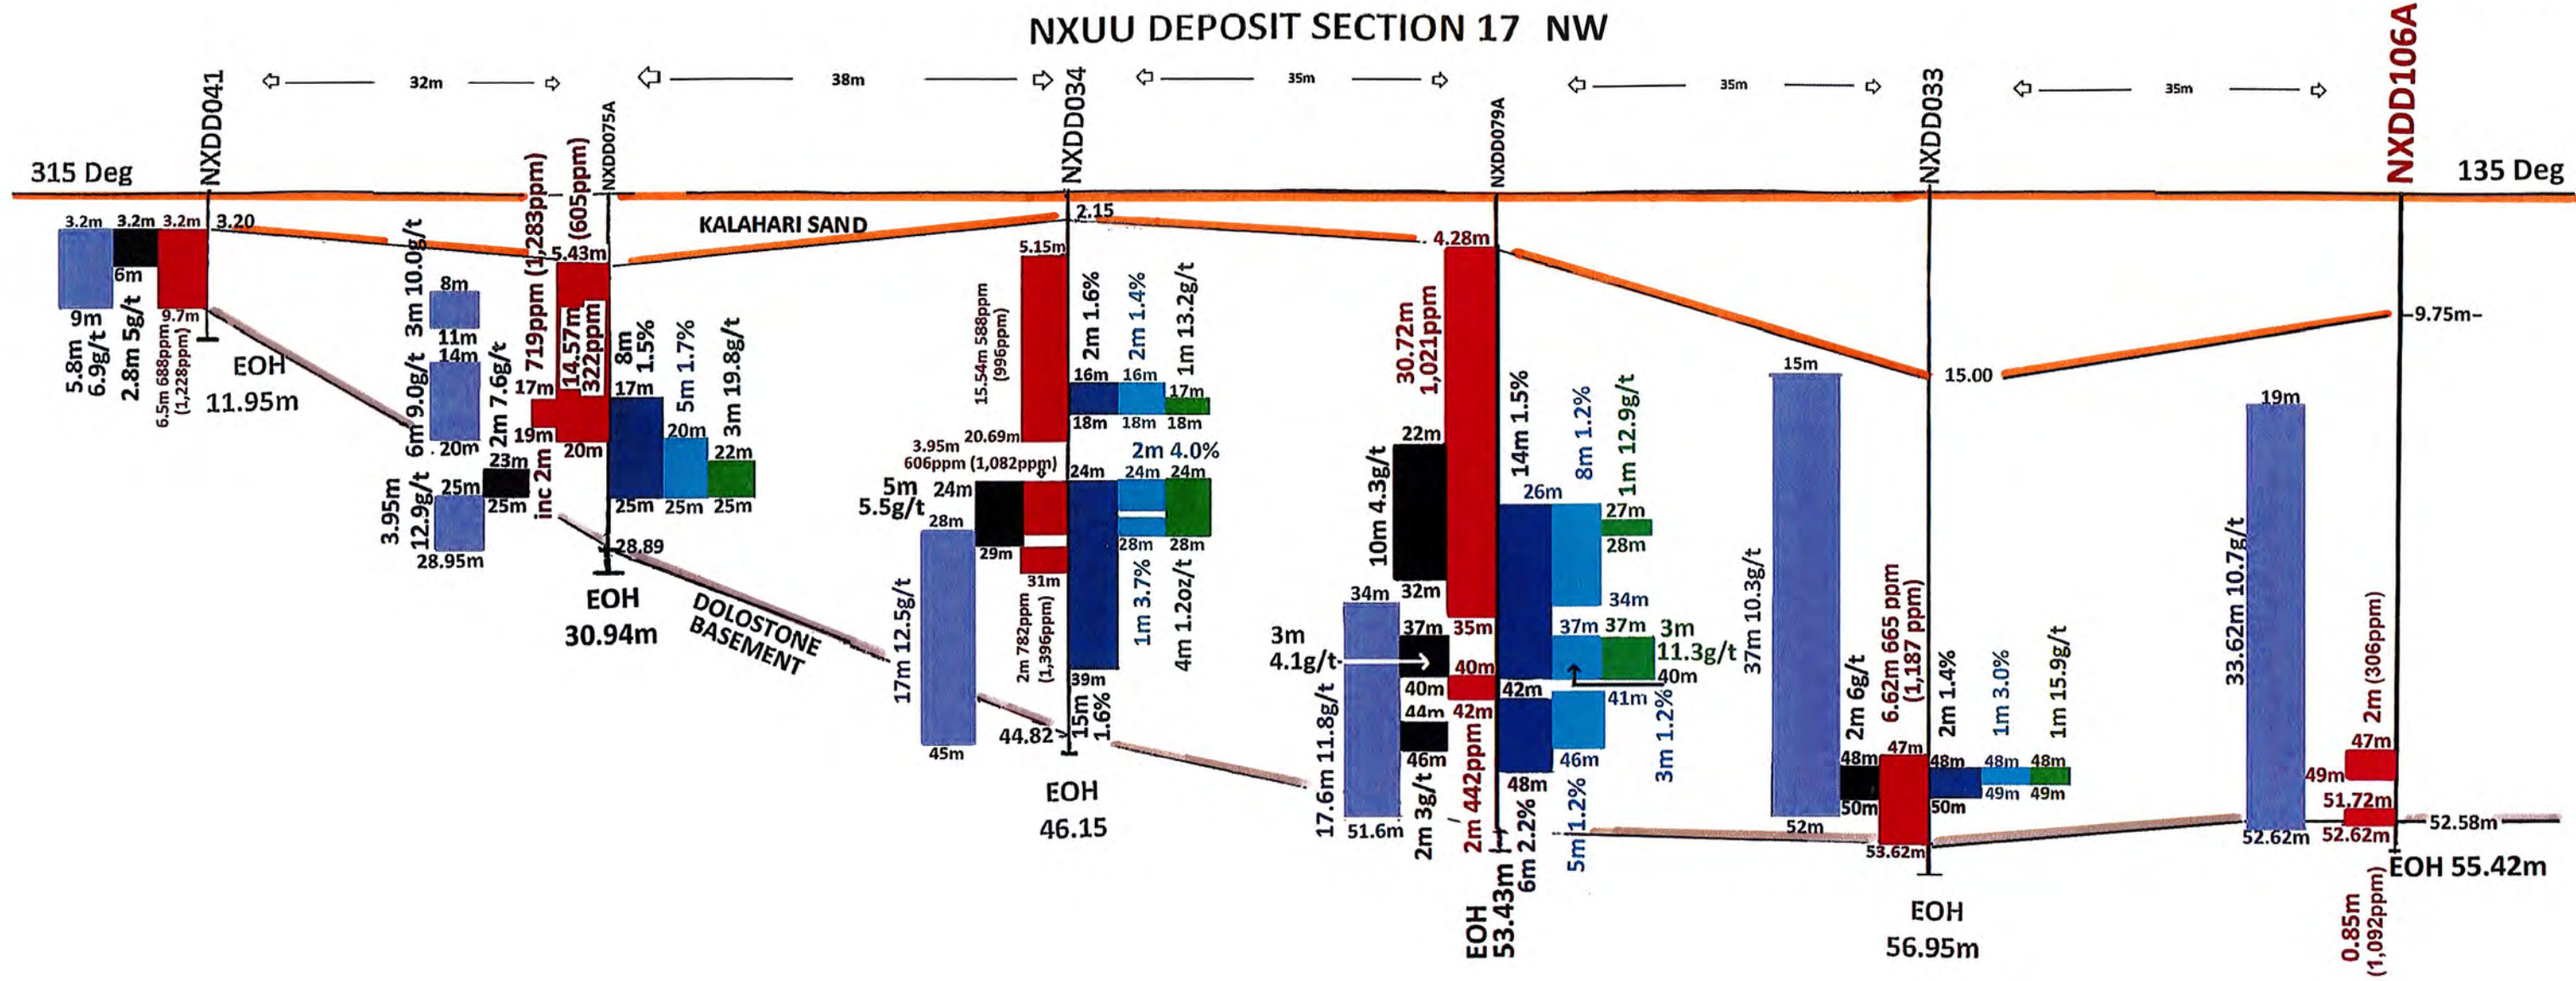 NXUU DEPOSIT SECTION 17 NW
NXDD041
32m
NXDD075A
38m
NXDD034
35m
NXDD079A
35m
NXDD033
35m
NXDD106A
315 Deg
135 Deg
KALAHARI SAND
3.2m
3.2m
3.2m
3.20
9m
6m
9.7m
5.8m
6.9g/t
2.8m 5g/t
6.5m 688ppm
(1,228ppm)
EOH
11.95m
3m 10.0g/t
8m
11m
14m
6m 9.0g/t
20m
2m 7.6g/t
23m
25m
25m
3.95m
12.9g/t
28.95m
inc 2m 719ppm (1,283ppm)
(605ppm)
5.43m
14.57m
322ppm
17m
19m
20m
8m
1.5%
17m
25m
5m 1.7%
20m
25m
3m 19.8g/t
22m
25m
28.89
EOH
30.94m
DOLOSTONE
BASEMENT
2.15
5.15m
15.54m 588ppm
(996ppm)
20.69m
3.95m
606ppm (1,082ppm)
5m
5.5g/t
24m
28m
29m
31m
17m 12.5g/t
45m
2m 782ppm
(1,396ppm)
2m 1.6%
2m 1.4%
1m 13.2g/t
16m
16m
17m
18m
18m
18m
2m 4.0%
24m
24m
24m
28m
28m
1m 3.7%
4m 1.2oz/t
39m
15m
1.6%
44.82
EOH
46.15
4.28m
30.72m
1,021ppm
22m
10m 4.3g/t
32m
34m
35m
3m
4.1g/t
37m
40m
40m
44m
42m
46m
17.6m 11.8g/t
51.6m
2m 3g/t
2m 442ppm
14m 1.5%
8m 1.2%
1m 12.9g/t
26m
27m
28m
34m
37m
37m
3m
11.3g/t
40m
42m
41m
46m
48m
3m 1.2%
6m 2.2%
5m 1.2%
EOH
53.43m
15m
15.00
37m 10.3g/t
52m
2m 6g/t
6.62m 665 ppm
(1,187 ppm)
48m
47m
50m
53.62m
2m 1.4%
1m 3.0%
1m 15.9g/t
48m
48m
48m
50m
49m
49m
EOH
56.95m
9.75m
19m
33.62m 10.7g/t
52.62m
2m (306ppm)
47m
49m
51.72m
52.62m
52.58m
EOH 55.42m
0.85m
(1,092ppm)